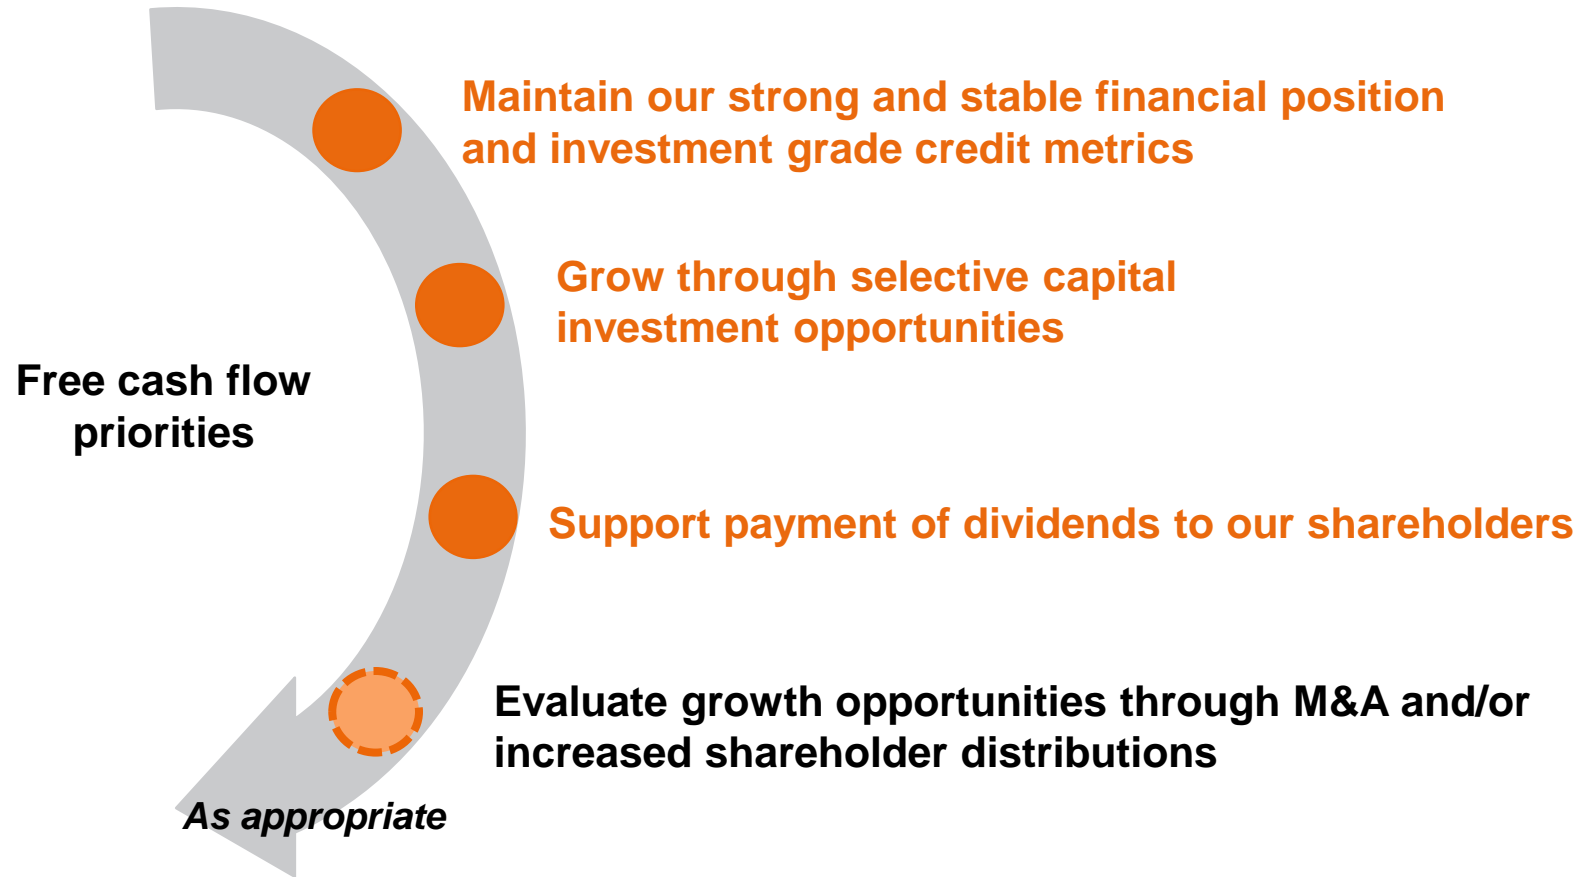 Maintain our strong and stable financial position
and investment grade credit metrics
Grow through selective capital
investment opportunities
Free cash flow
priorities
Support payment of dividends to our shareholders
Evaluate growth opportunities through M&A and/or
increased shareholder distributions
As appropriate